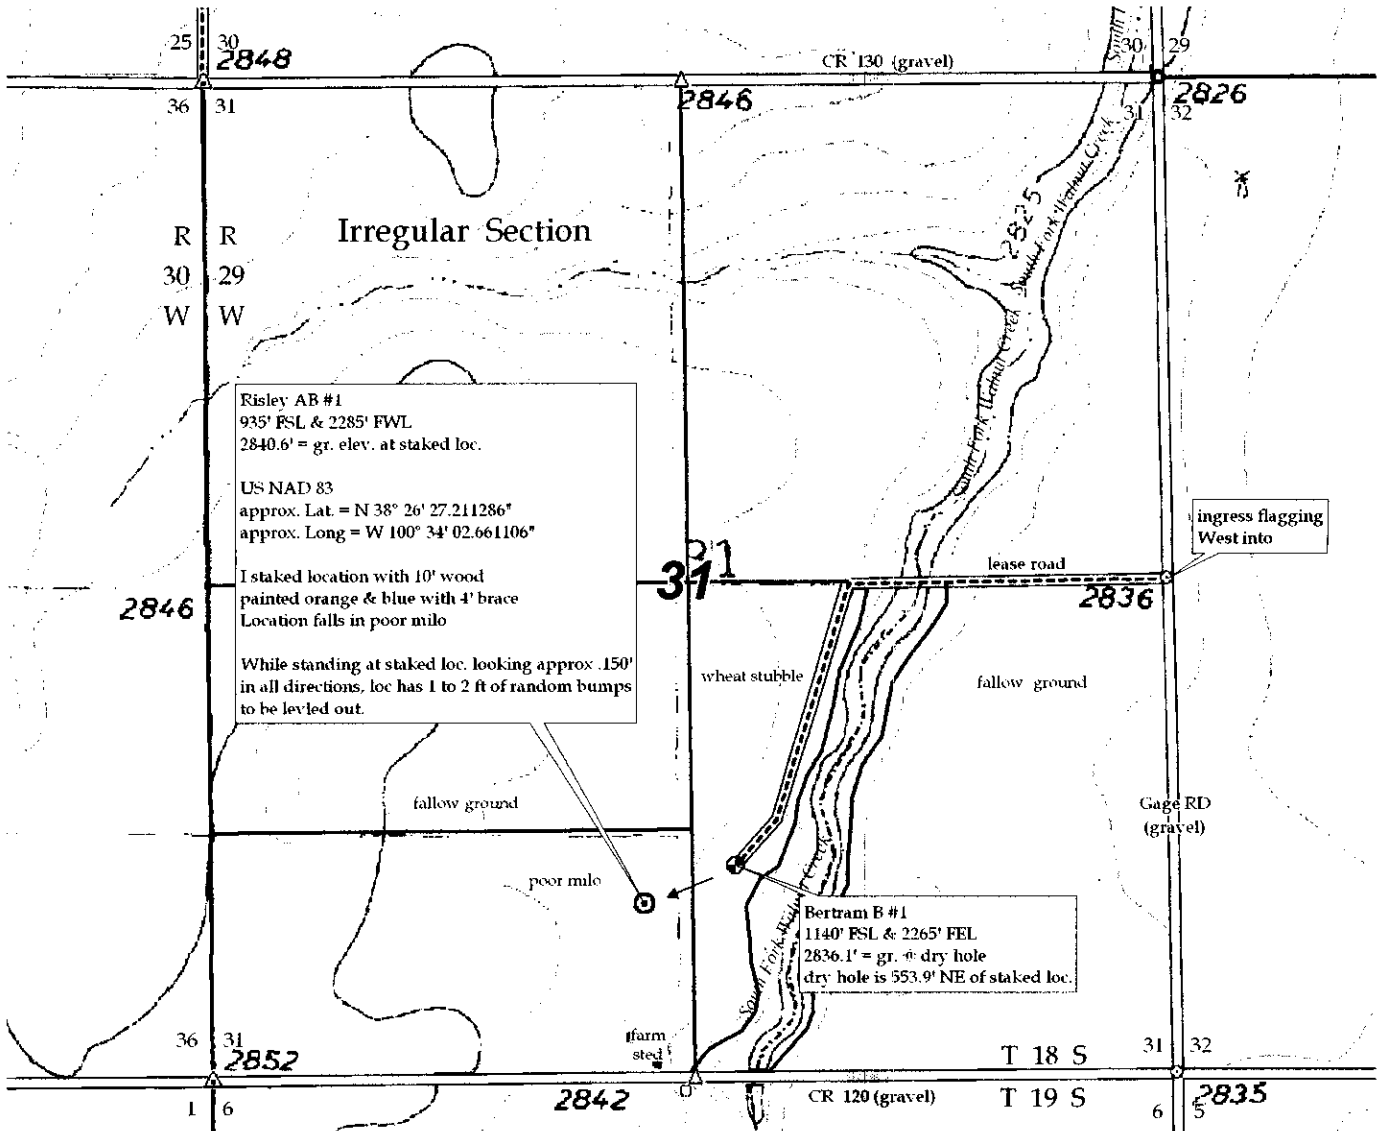 25 30
2848
36 31
CR 130 (gravel)
2846
30 29
2826
31 32
South Fork Walnut Creek
2825
R R
30 29
W W
Irregular Section
South Fork Walnut Creek
Risley AB #1
935' FSL & 2285' FWL
2840.6' = gr. elev. at staked loc.
US NAD 83
approx. Lat. = N 38° 26' 27.211286"
approx. Long = W 100° 34' 02.661106"
I staked location with 10' wood
painted orange & blue with 4' brace
Location falls in poor milo
While standing at staked loc. looking approx .150'
in all directions, loc has 1 to 2 ft of random bumps
to be levled out.
South Fork Walnut Creek
ingress flagging
West into
31
lease road
2846
2836
wheat stubble
fallow ground
fallow ground
Gage RD
(gravel)
poor milo
Bertram B #1
1140' FSL & 2265' FEL
2836.1' = gr. @ dry hole
dry hole is 553.9' NE of staked loc.
South Fork Walnut Creek
farm
sted
36 31
2852
T 18 S
31 32
2842
CR 120 (gravel)
T 19 S
2835
1 6
6 5